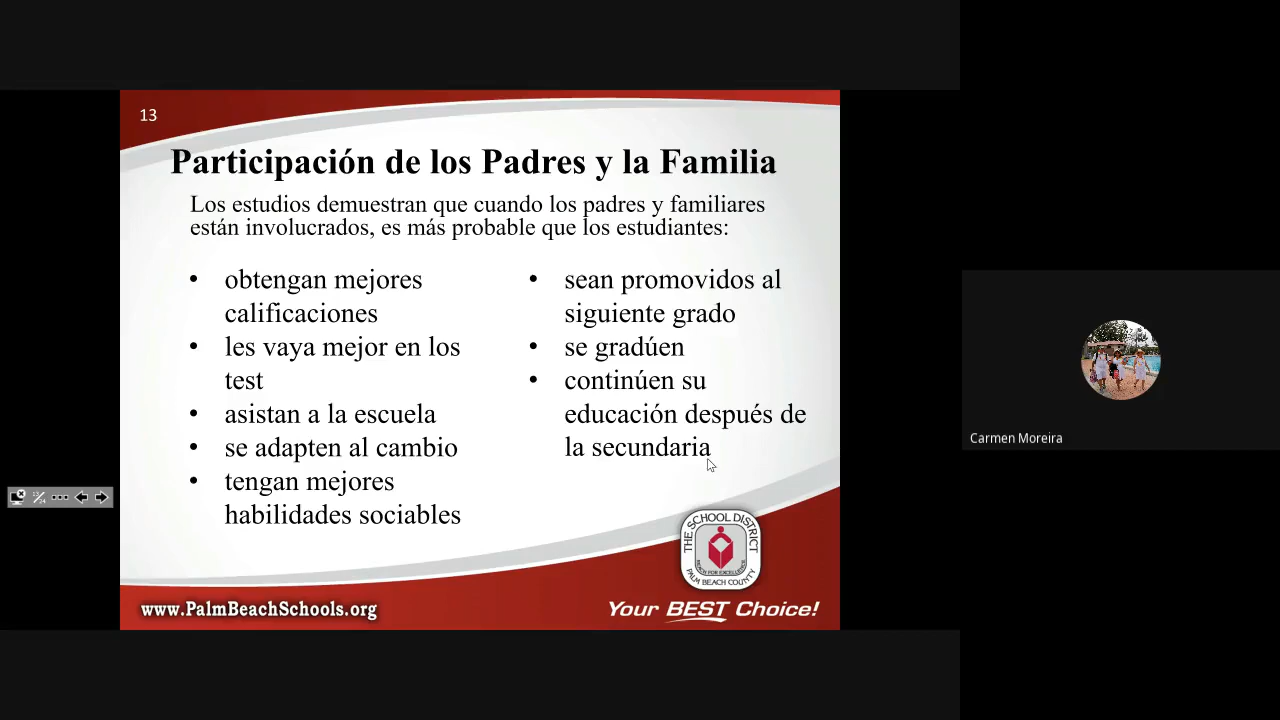 13
Participación de los Padres y la Familia
Los estudios demuestran que cuando los padres y familiares
están involucrados, es más probable que los estudiantes:
• obtengan mejores
calificaciones
• les vaya mejor en los
test
• asistan a la escuela
• se adapten al cambio
• tengan mejores
habilidades sociables
• sean promovidos al
siguiente grado
• se gradúen
• continúen su
educación después de
la secundaria
THE SCHOOL DISTRICT
PALM BEACH COUNTY
www.PalmBeachSchools.org
Your BEST Choice!
Carmen Moreira